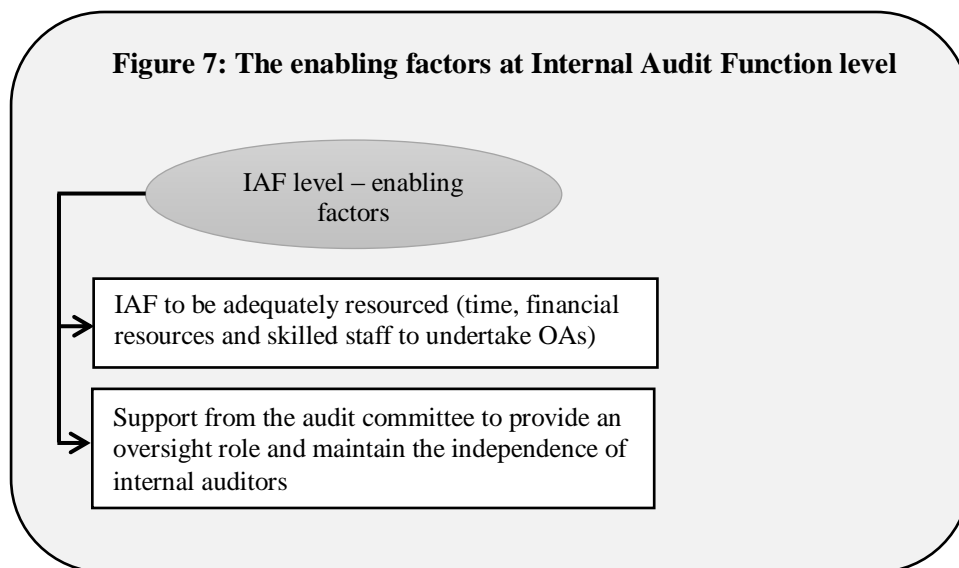 Figure 7: The enabling factors at Internal Audit Function level
IAF level – enabling
factors
IAF to be adequately resourced (time, financial
resources and skilled staff to undertake OAs)
Support from the audit committee to provide an
oversight role and maintain the independence of
internal auditors